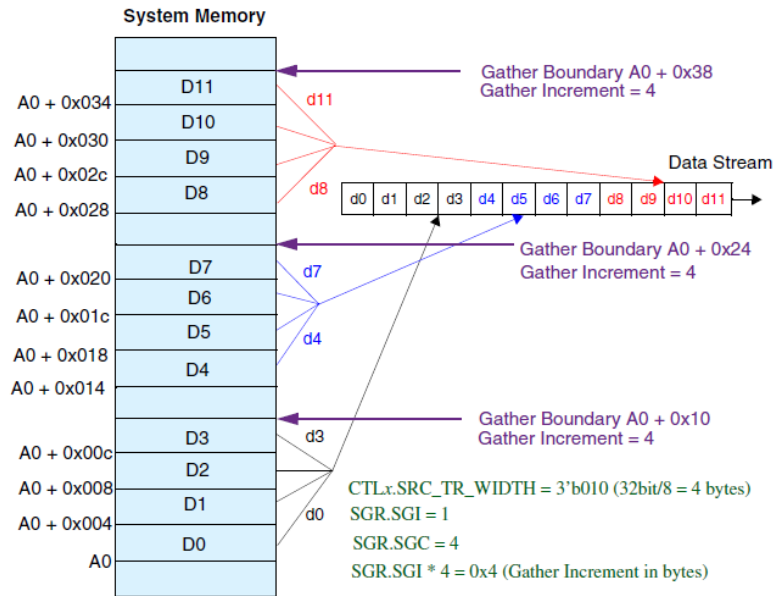 System Memory
Gather Boundary A0 + 0x38
Gather Increment = 4
D11
d11
A0 + 0x034
D10
A0 + 0x030
D9
A0 + 0x02c
D8
d8
A0 + 0x028
Data Stream
d0 d1 d2 d3 d4 d5 d6 d7 d8 d9 d10 d11
Gather Boundary A0 + 0x24
Gather Increment = 4
D7
d7
A0 + 0x020
D6
A0 + 0x01c
D5
d4
A0 + 0x018
D4
A0 + 0x014
Gather Boundary A0 + 0x10
Gather Increment = 4
D3
d3
A0 + 0x00c
D2
A0 + 0x008
D1
d0
A0 + 0x004
D0
A0
CTLx.SRC_TR_WIDTH = 3'b010 (32bit/8 = 4 bytes)
SGR.SGI = 1
SGR.SGC = 4
SGR.SGI * 4 = 0x4 (Gather Increment in bytes)